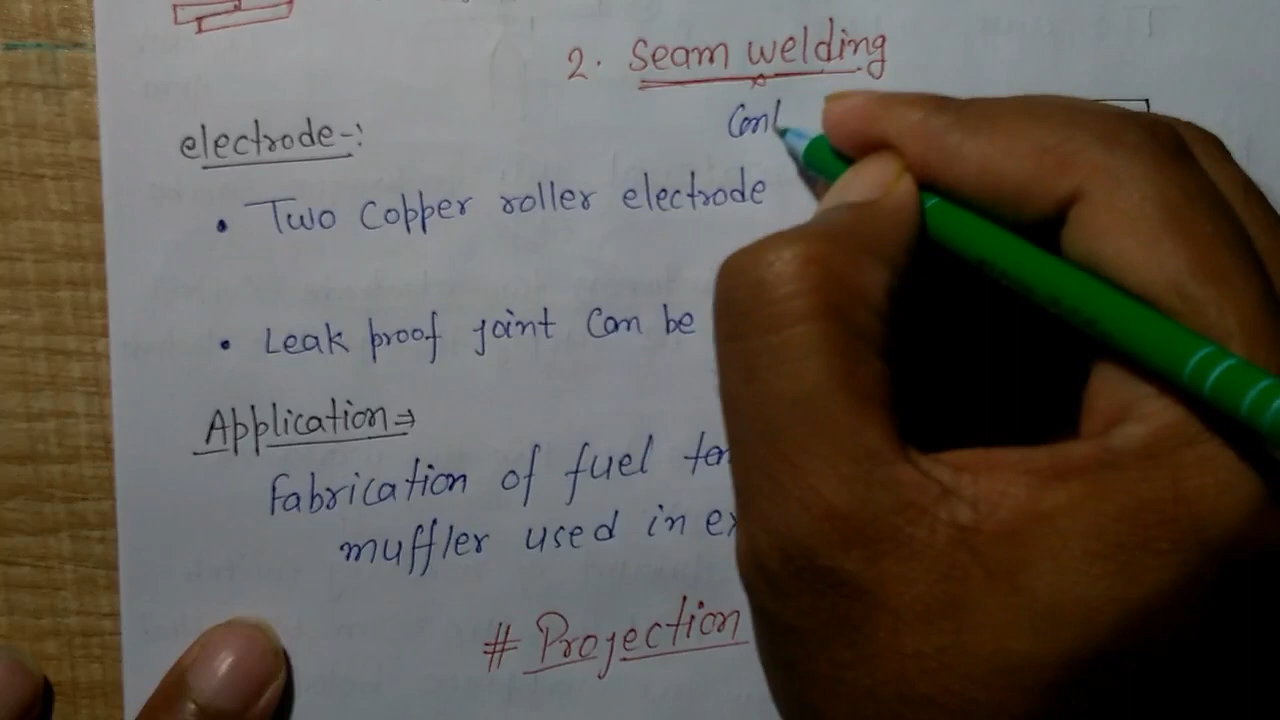 2. Seam welding
electrode-:
• Two Copper roller electrode
• Leak proof joint Can be
Application⇒
Fabrication of fuel
muffler used in
# Projection